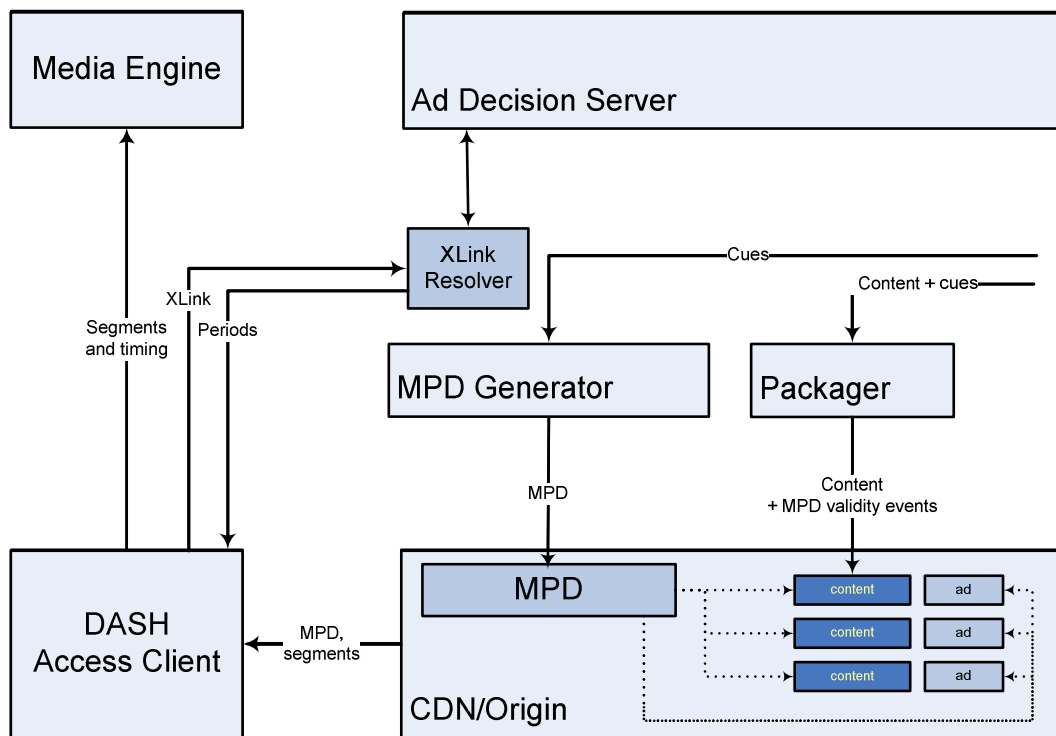 Media Engine
Ad Decision Server
XLink
Resolver
Cues
Content + cues
XLink
Periods
Segments
and timing
MPD Generator
Packager
MPD
Content
+ MPD validity events
DASH
Access Client
MPD,
segments
MPD
content
ad
content
ad
content
ad
CDN/Origin